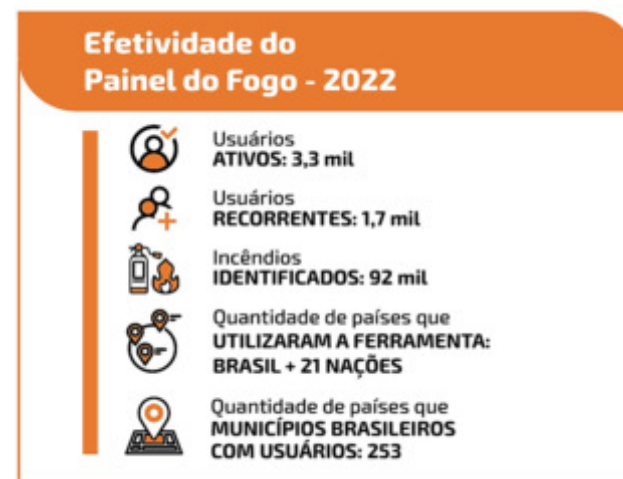 Efetividade do
Painel do Fogo - 2022
Usuários
ATIVOS: 3,3 mil
Usuários
RECORRENTES: 1,7 mil
Incêndios
IDENTIFICADOS: 92 mil
Quantidade de países que
UTILIZARAM A FERRAMENTA:
BRASIL + 21 NAÇÕES
Quantidade de países que
MUNICÍPIOS BRASILEIROS
COM USUÁRIOS: 253